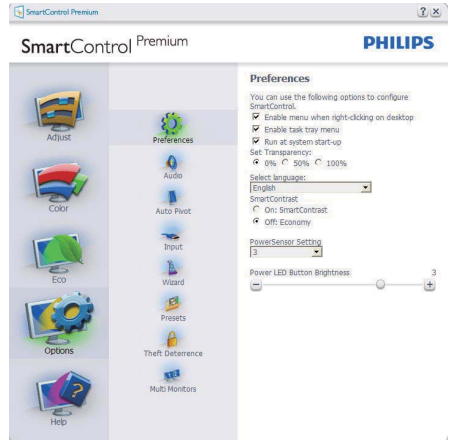 SmartControl Premium
SmartControl Premium
PHILIPS
Adjust
Color
Eco
Options
Help
Preferences
Audio
Auto Pivot
Input
Wizard
Presets
Theft Deterrence
Multi Monitors
Preferences
You can use the following options to configure
SmartControl.
Enable menu when right-clicking on desktop
Enable task tray menu
Run at system start-up
Set Transparency:
0% 50% 100%
Select language:
English
SmartContrast
On: SmartContrast
Off: Economy
PowerSensor Setting
3
Power LED Button Brightness 3